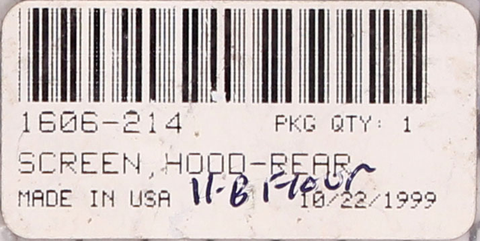 1606-214 PKG QTY: 1
SCREEN,HOOD-REAR
11-B Floor
MADE IN USA 10/22/1999